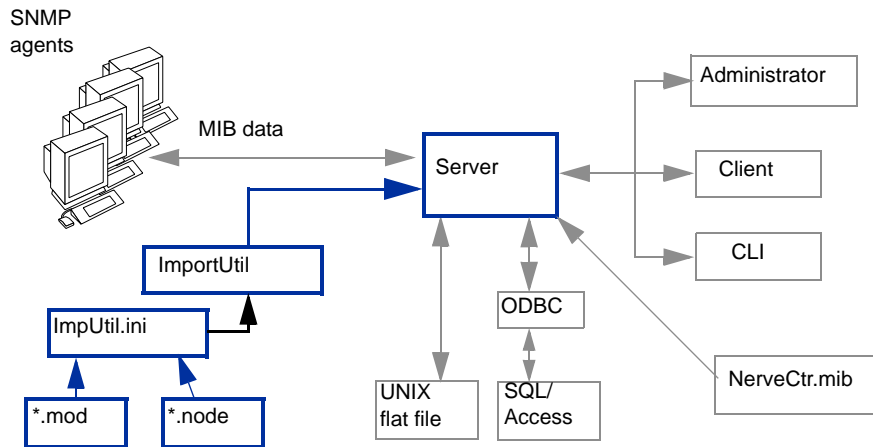 SNMP
agents
MIB data
Administrator
Server
Client
CLI
ImportUtil
ODBC
ImpUtil.ini
*.mod
*.node
UNIX
flat file
SQL/
Access
NerveCtr.mib